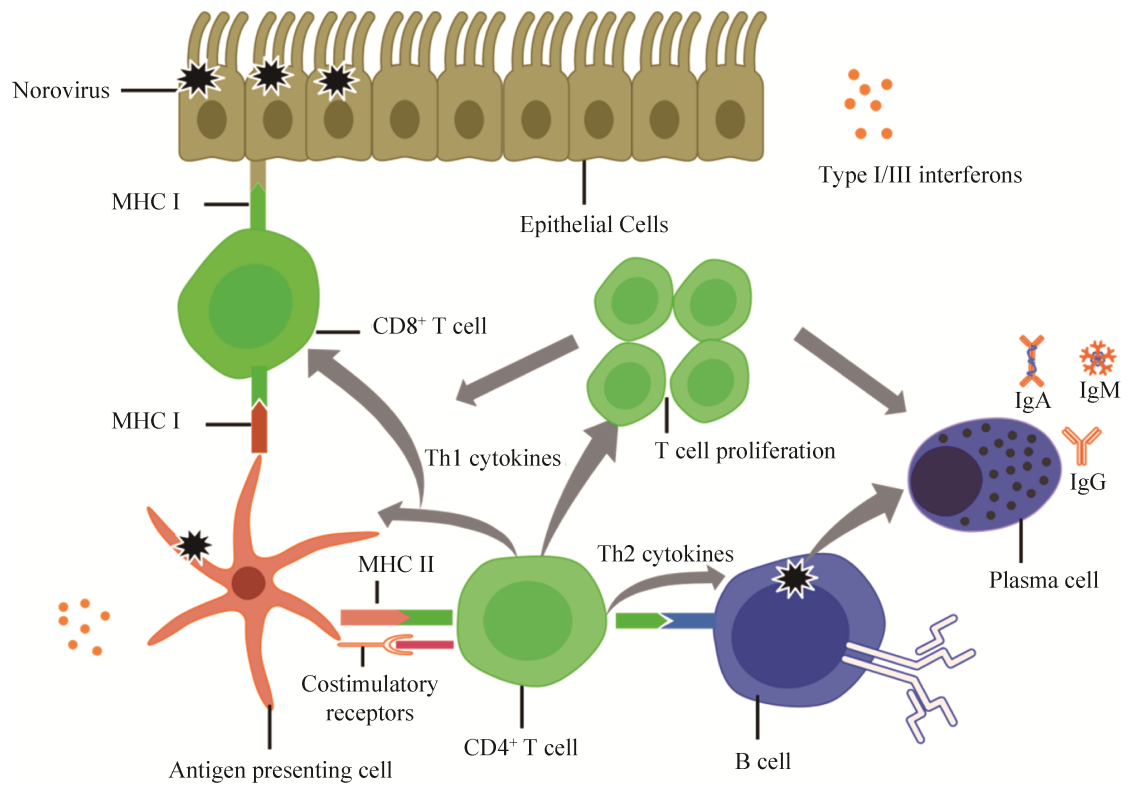 Norovirus
Type I/III interferons
MHC I
Epithelial Cells
CD8⁺ T cell
IgA
IgM
MHC I
Th1 cytokines
T cell proliferation
IgG
Th2 cytokines
MHC II
Plasma cell
Costimulatory
receptors
CD4⁺ T cell
B cell
Antigen presenting cell